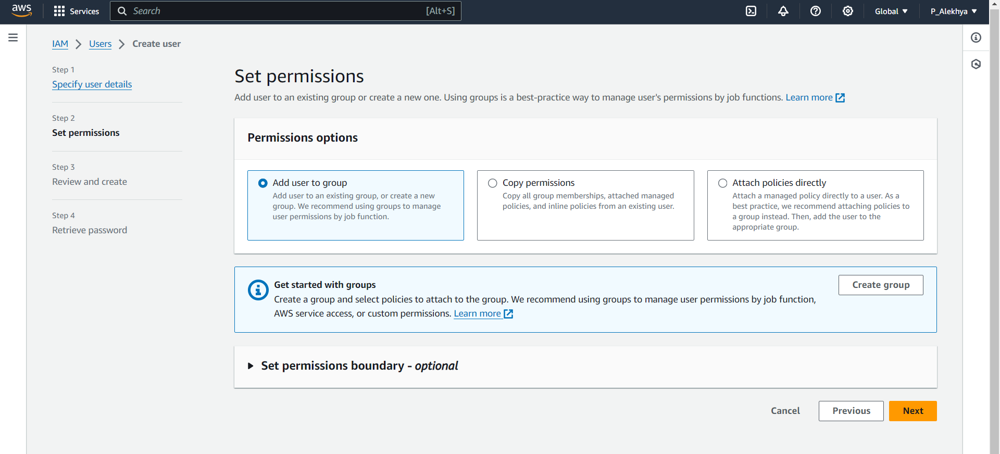 aws
Services
Search
[Alt+S]
Global
P_Alekhya
IAM
Users
Create user
Step 1
Specify user details
Step 2
Set permissions
Step 3
Review and create
Step 4
Retrieve password
Set permissions
Add user to an existing group or create a new one. Using groups is a best-practice way to manage user's permissions by job functions. Learn more
Permissions options
Add user to group
Add user to an existing group, or create a new
group. We recommend using groups to manage
user permissions by job function.
Copy permissions
Copy all group memberships, attached managed
policies, and inline policies from an existing user.
Attach policies directly
Attach a managed policy directly to a user. As a
best practice, we recommend attaching policies to
a group instead. Then, add the user to the
appropriate group.
Get started with groups
Create a group and select policies to attach to the group. We recommend using groups to manage user permissions by job function,
AWS service access, or custom permissions. Learn more
Create group
Set permissions boundary - optional
Cancel
Previous
Next